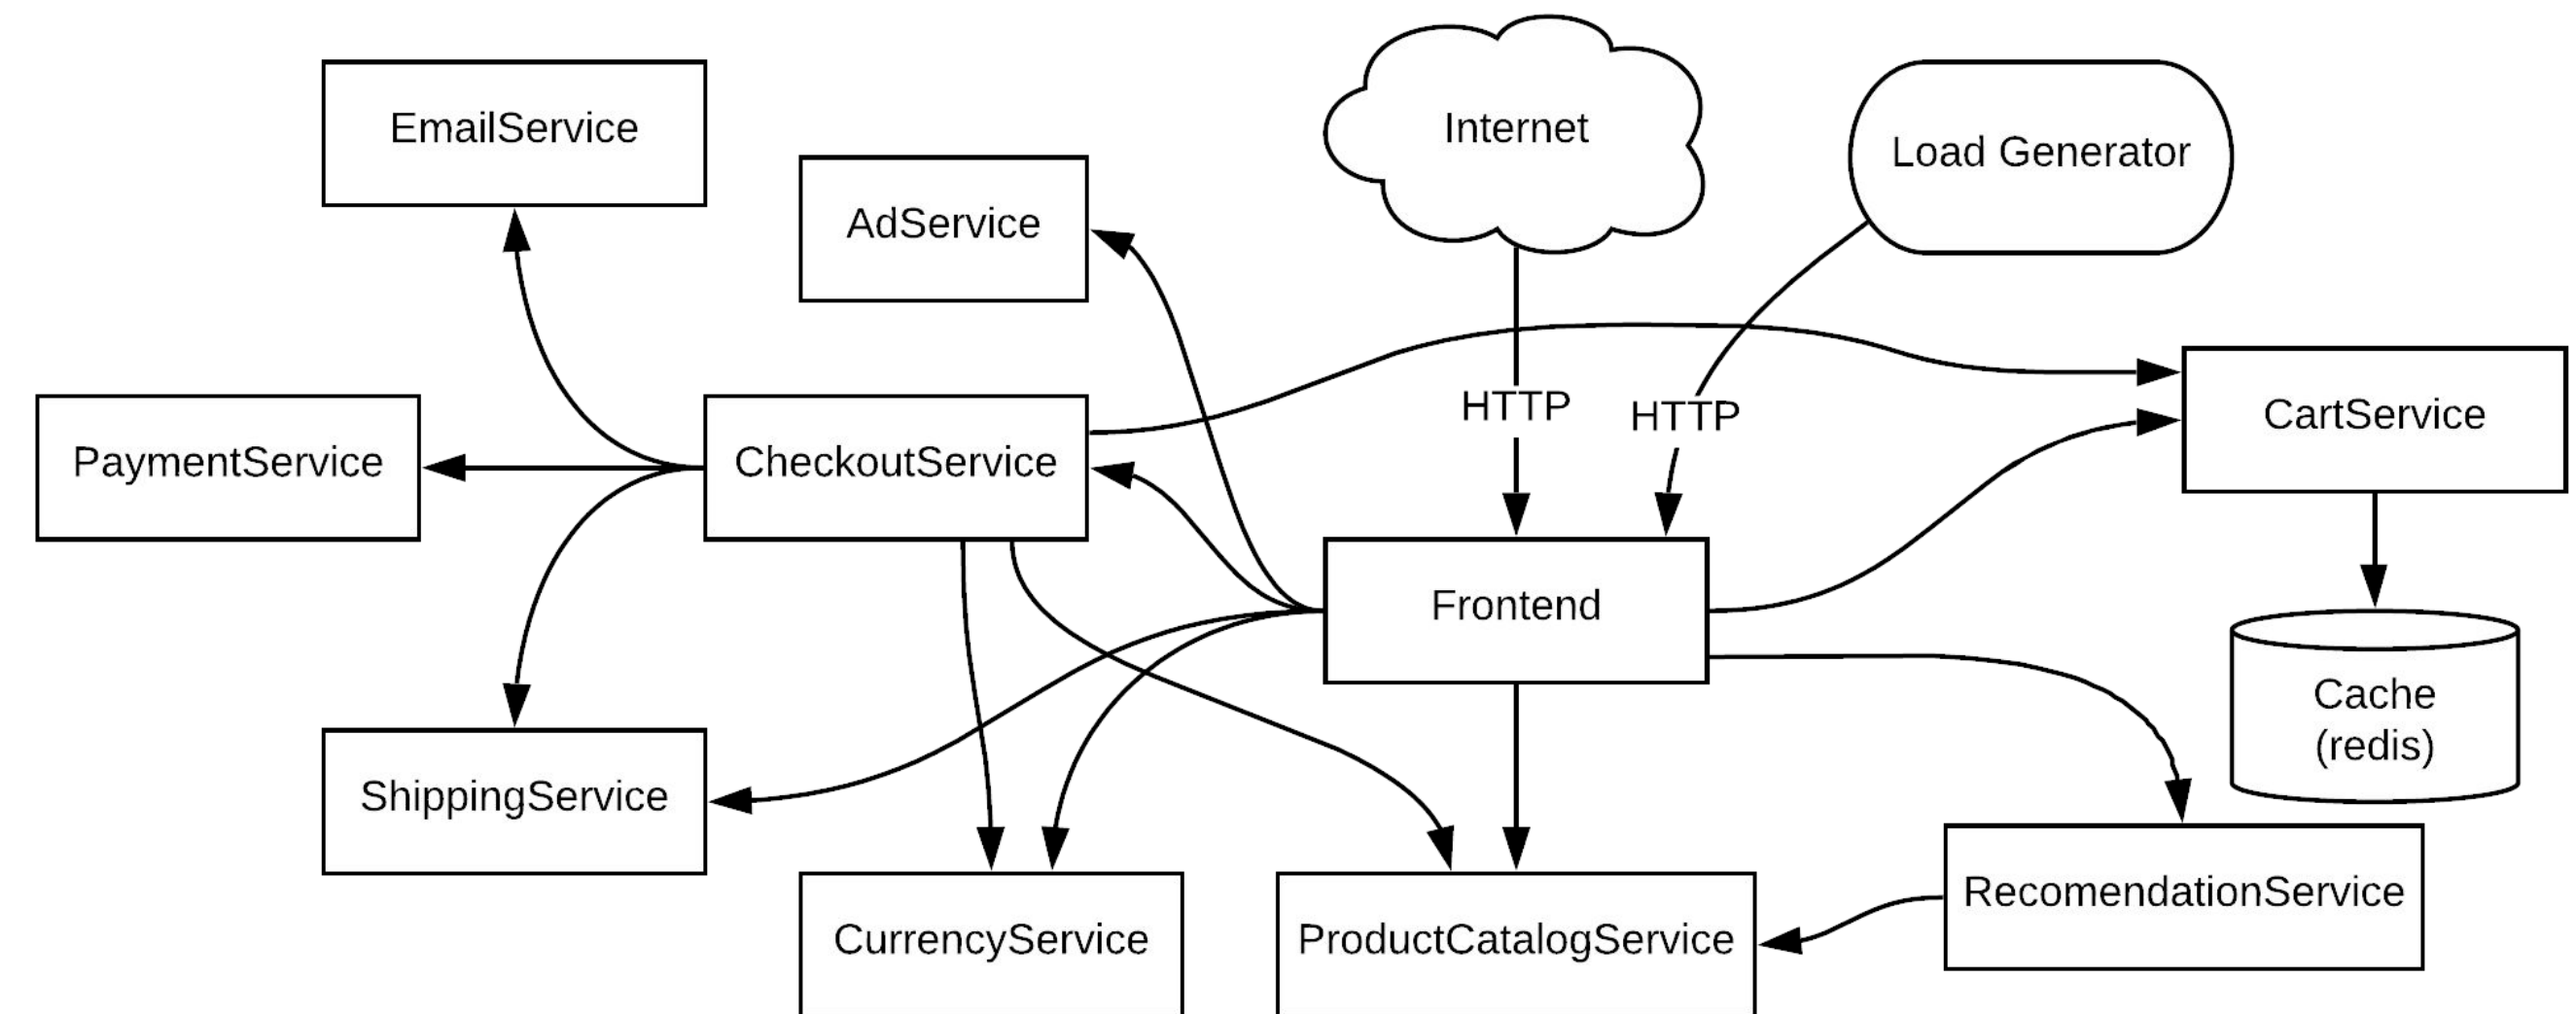 EmailService
Internet
Load Generator
AdService
HTTP
HTTP
CartService
PaymentService
CheckoutService
Frontend
Cache
(redis)
ShippingService
RecomendationService
CurrencyService
ProductCatalogService